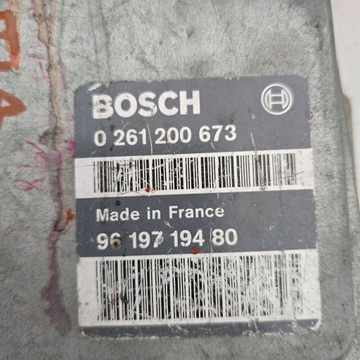 BOSCH
0 261 200 673
Made in France
96 197 194 80